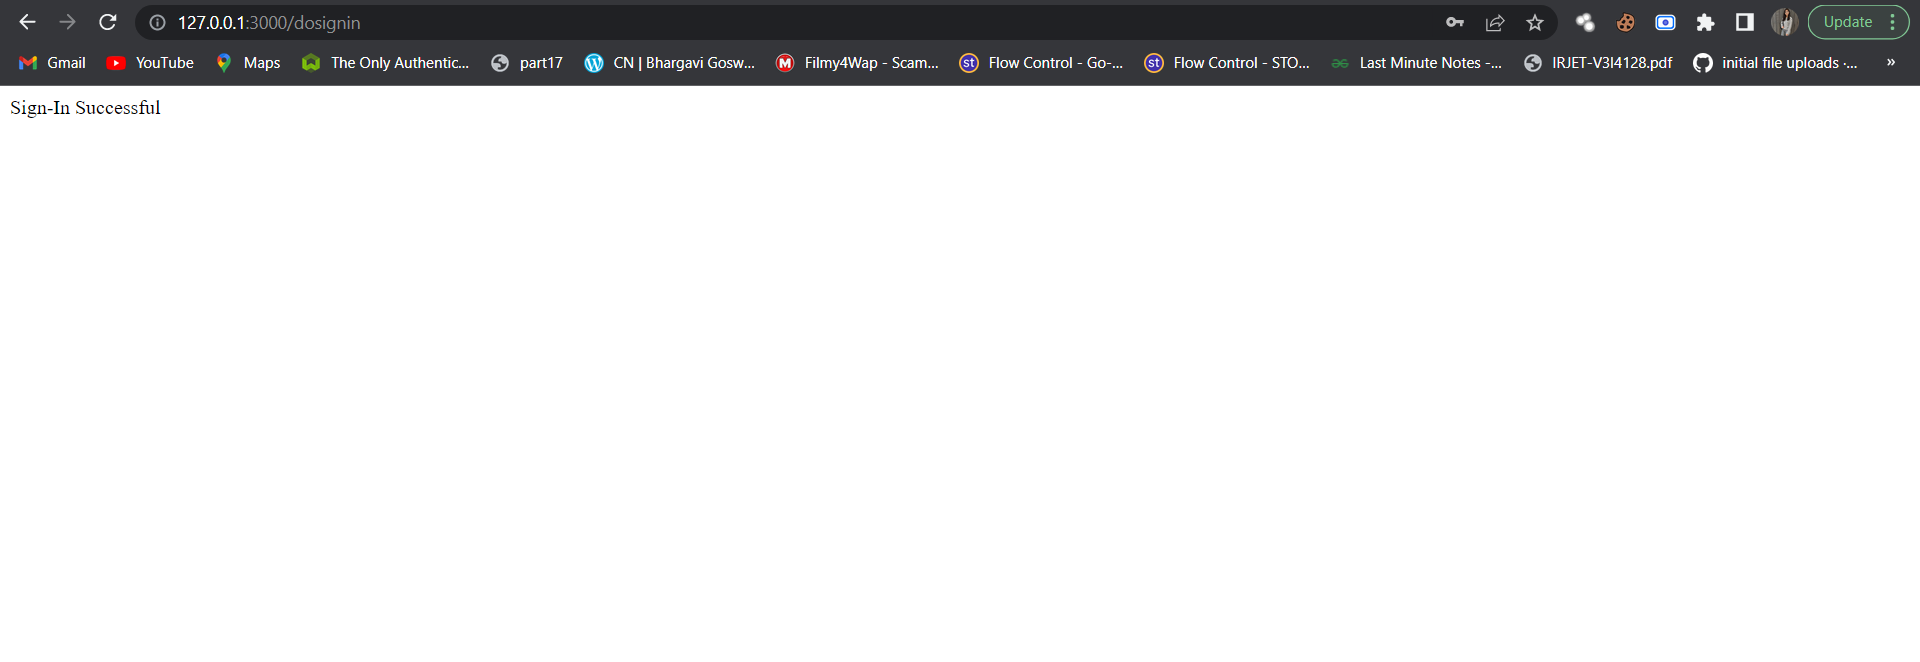 127.0.0.1:3000/dosignin Update
Gmail YouTube Maps The Only Authentic... part17 CN | Bhargavi Gosw... Filmy4Wap - Scam... Flow Control - Go-... Flow Control - STO... Last Minute Notes -... IRJET-V3I4128.pdf initial file uploads ·... »
Sign-In Successful